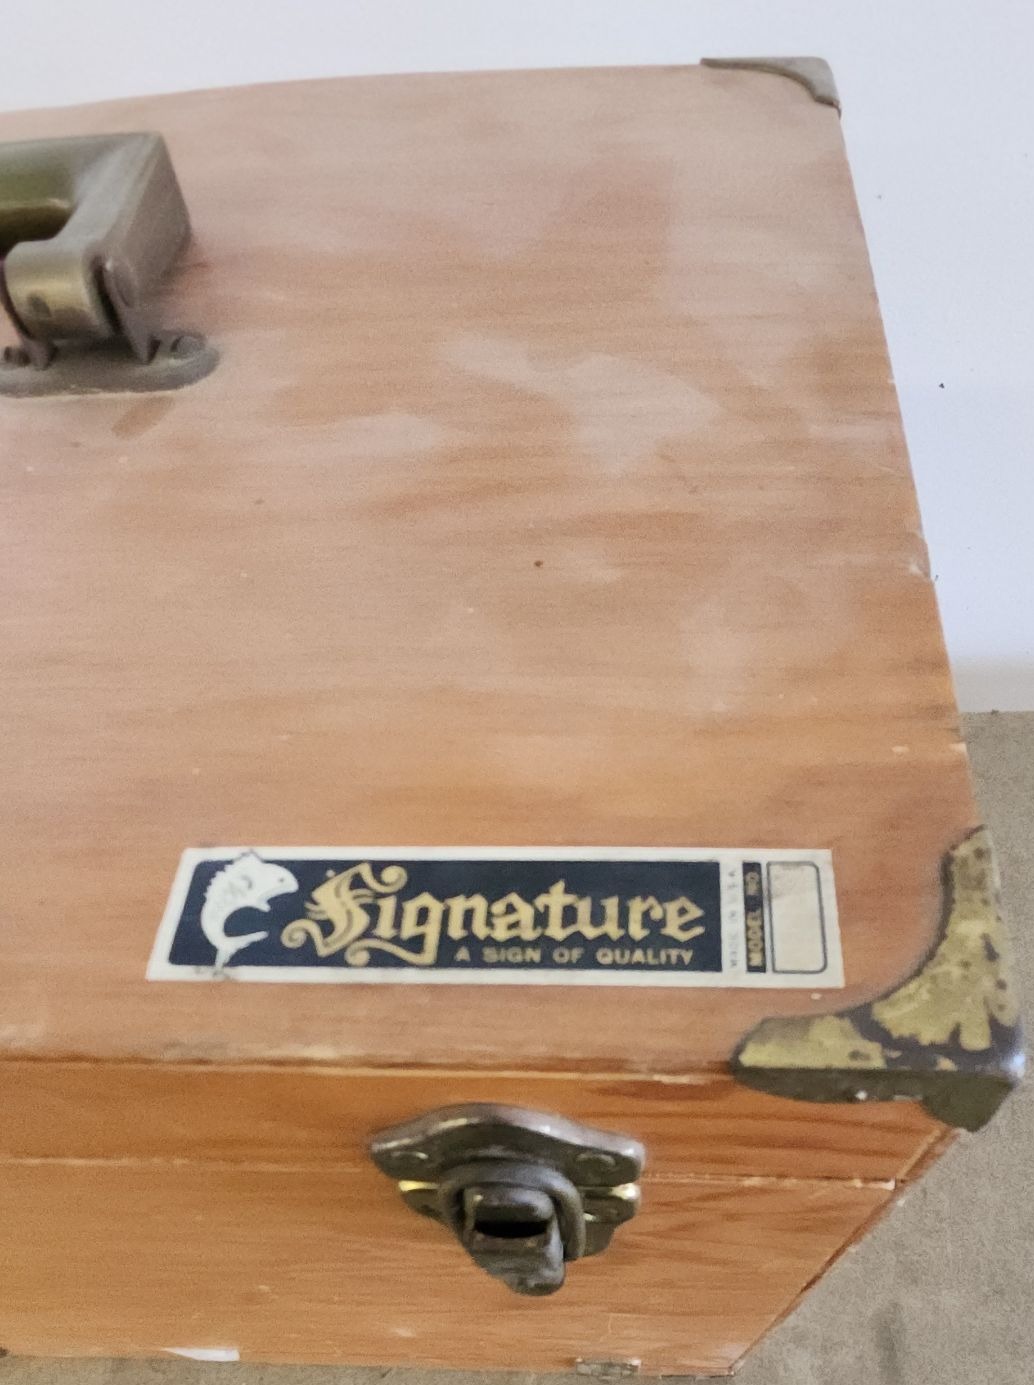 Signature
A SIGN OF QUALITY
MADE IN U.S.A.
MODEL NO.